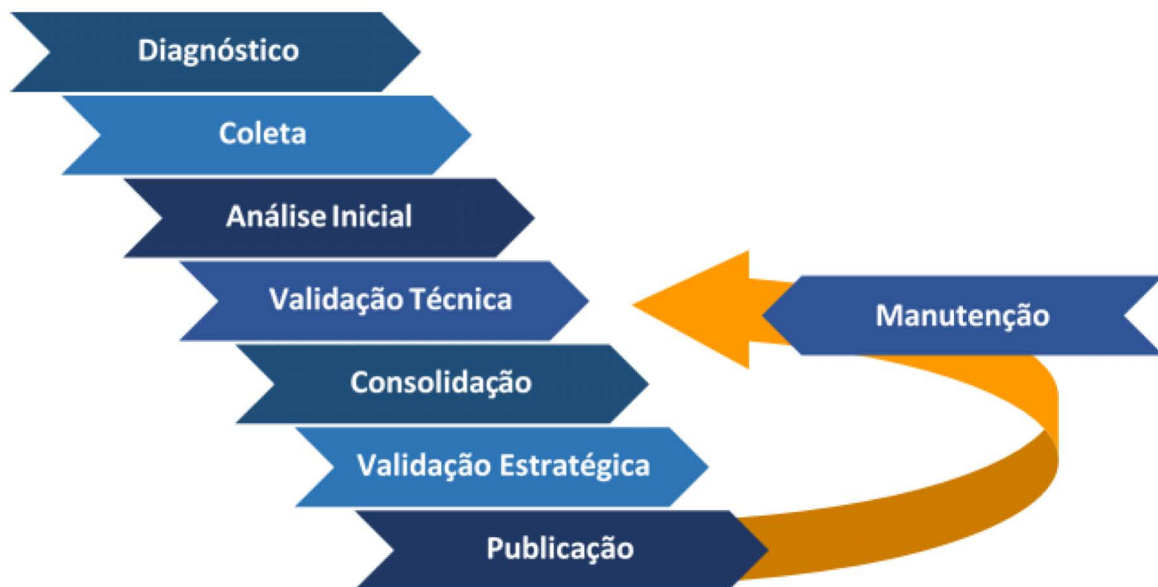 Diagnóstico
Coleta
Análise Inicial
Validação Técnica
Manutenção
Consolidação
Validação Estratégica
Publicação